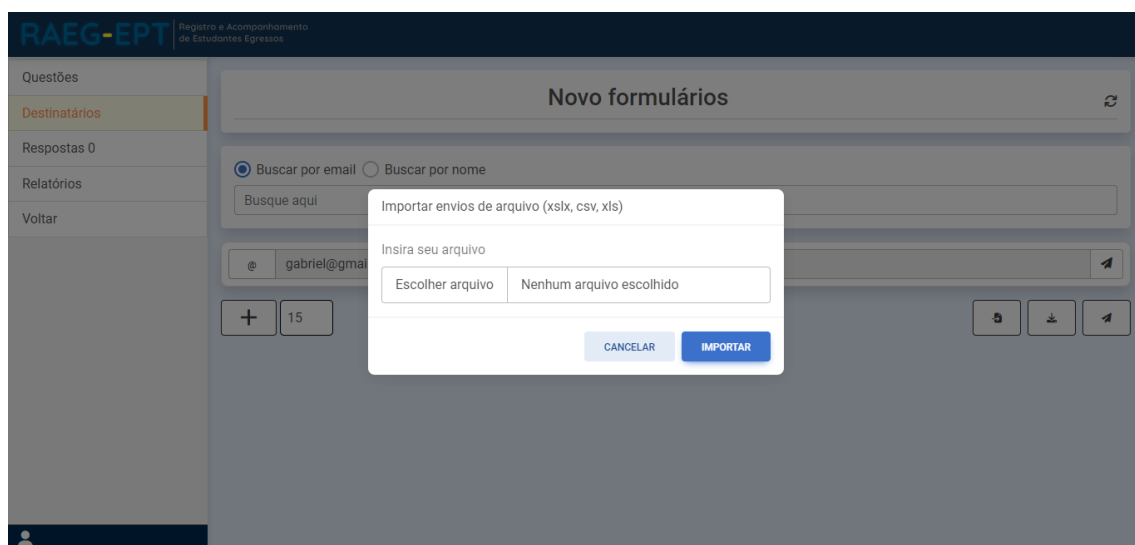 RAEG-EPT
Registro e Acompanhamento
de Estudantes Egressos
Questões
Destinatários
Respostas 0
Relatórios
Voltar
Novo formulários
Buscar por email Buscar por nome
Busque aqui
@ gabriel@gmai
15
Importar envios de arquivo (xslx, csv, xls)
Insira seu arquivo
Escolher arquivo Nenhum arquivo escolhido
CANCELAR IMPORTAR